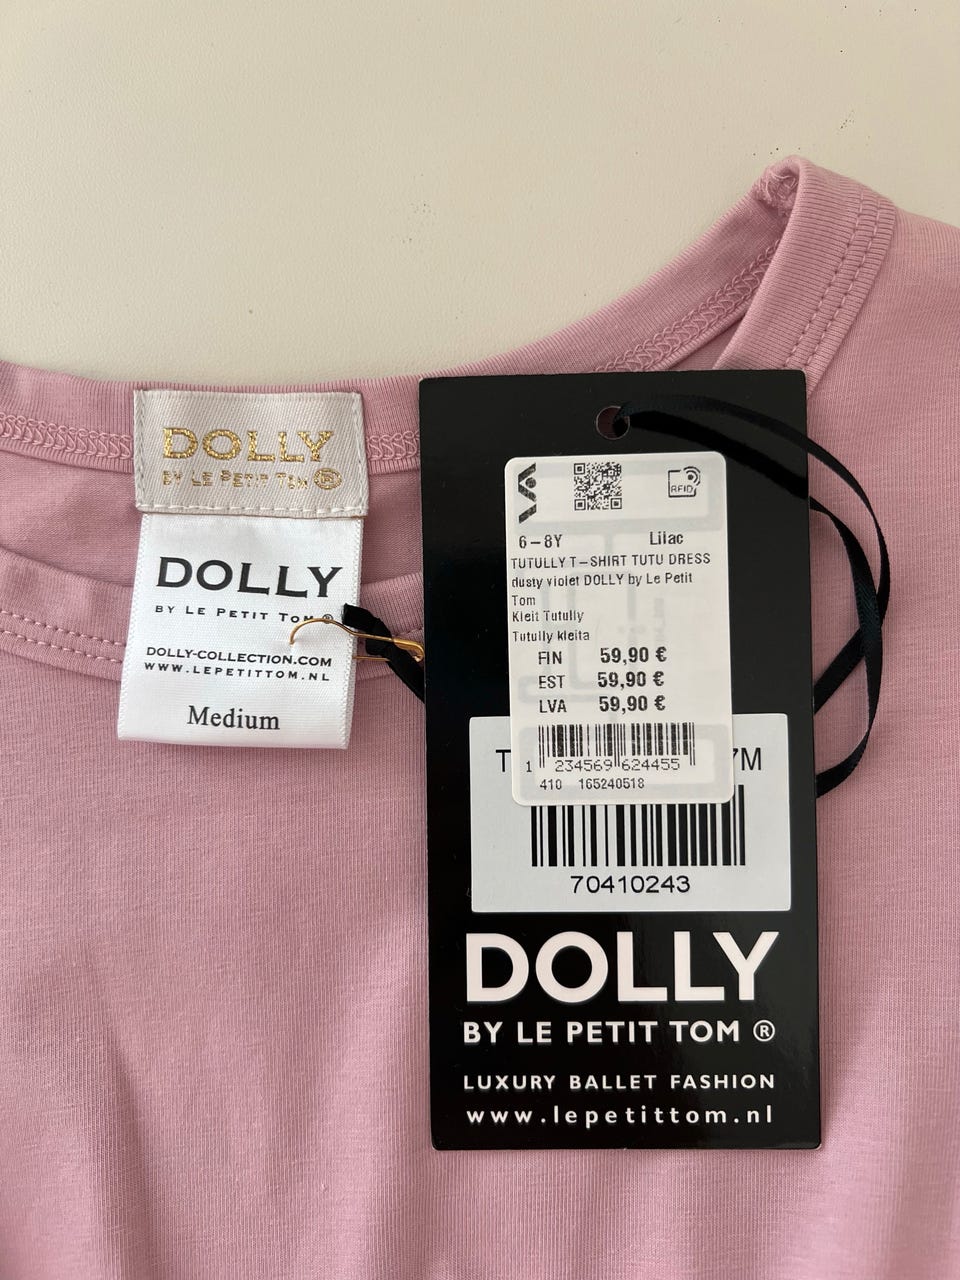 DOLLY
BY LE PETIT TOM ®
DOLLY
BY LE PETIT TOM ®
DOLLY-COLLECTION.COM
WWW.LEPETITTOM.NL
Medium
RFID
6-8Y Lilac
TUTULLY T-SHIRT TUTU DRESS
dusty violet DOLLY by Le Petit
Tom
Kleit Tutully
Tutully kleita
FIN 59,90 €
EST 59,90 €
LVA 59,90 €
1 234569 624455
410 165240518
T 7M
70410243
DOLLY
BY LE PETIT TOM ®
LUXURY BALLET FASHION
www.lepetittom.nl